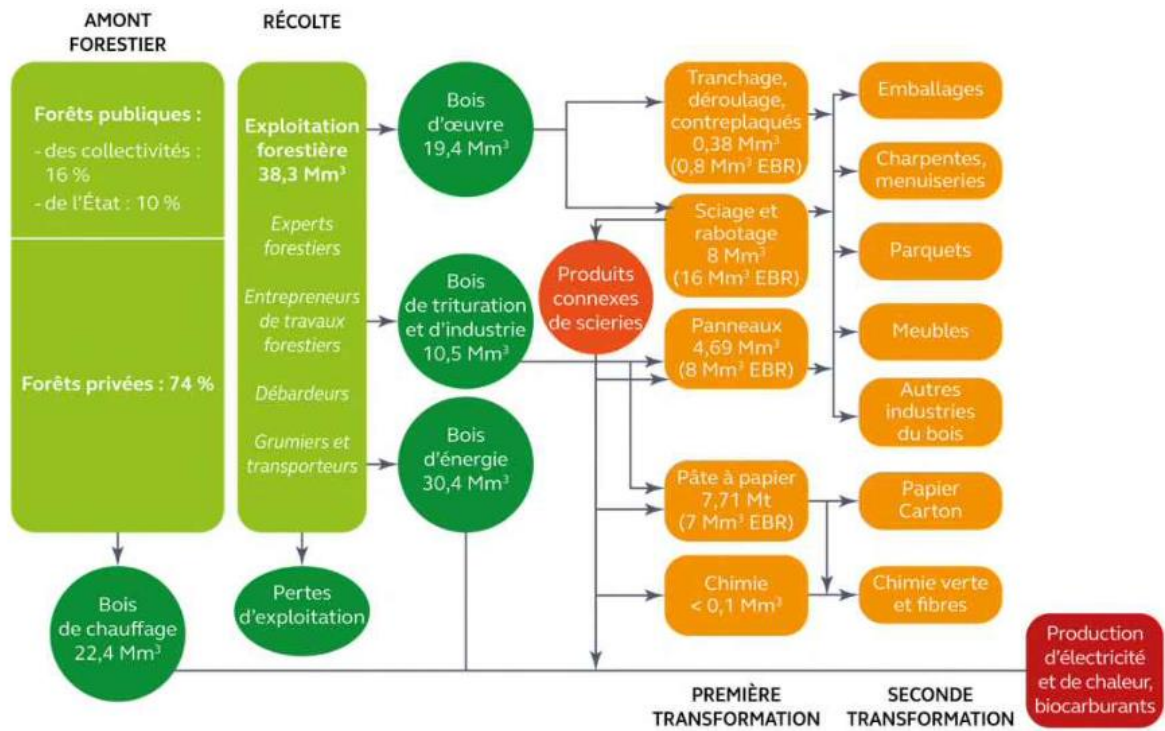 AMONT
FORESTIER
RÉCOLTE
Forêts publiques :
- des collectivités :
16 %
- de l'État : 10 %
Forêts privées : 74 %
Exploitation
forestière
38,3 Mm³
Experts
forestiers
Entrepreneurs
de travaux
forestiers
Débardeurs
Grumiers et
transporteurs
Bois
de chauffage
22,4 Mm³
Pertes
d'exploitation
Bois
d'œuvre
19,4 Mm³
Bois
de trituration
et d'industrie
10,5 Mm³
Bois
d'énergie
30,4 Mm³
Produits
connexes
de scieries
Tranchage,
déroulage,
contreplaqués
0,38 Mm³
(0,8 Mm³ EBR)
Sciage et
rabotage
8 Mm³
(16 Mm³ EBR)
Panneaux
4,69 Mm³
(8 Mm³ EBR)
Pâte à papier
7,71 Mt
(7 Mm³ EBR)
Chimie
< 0,1 Mm³
Emballages
Charpentes,
menuiseries
Parquets
Meubles
Autres
industries
du bois
Papier
Carton
Chimie verte
et fibres
Production
d'électricité
et de chaleur,
biocarburants
PREMIÈRE
TRANSFORMATION
SECONDE
TRANSFORMATION